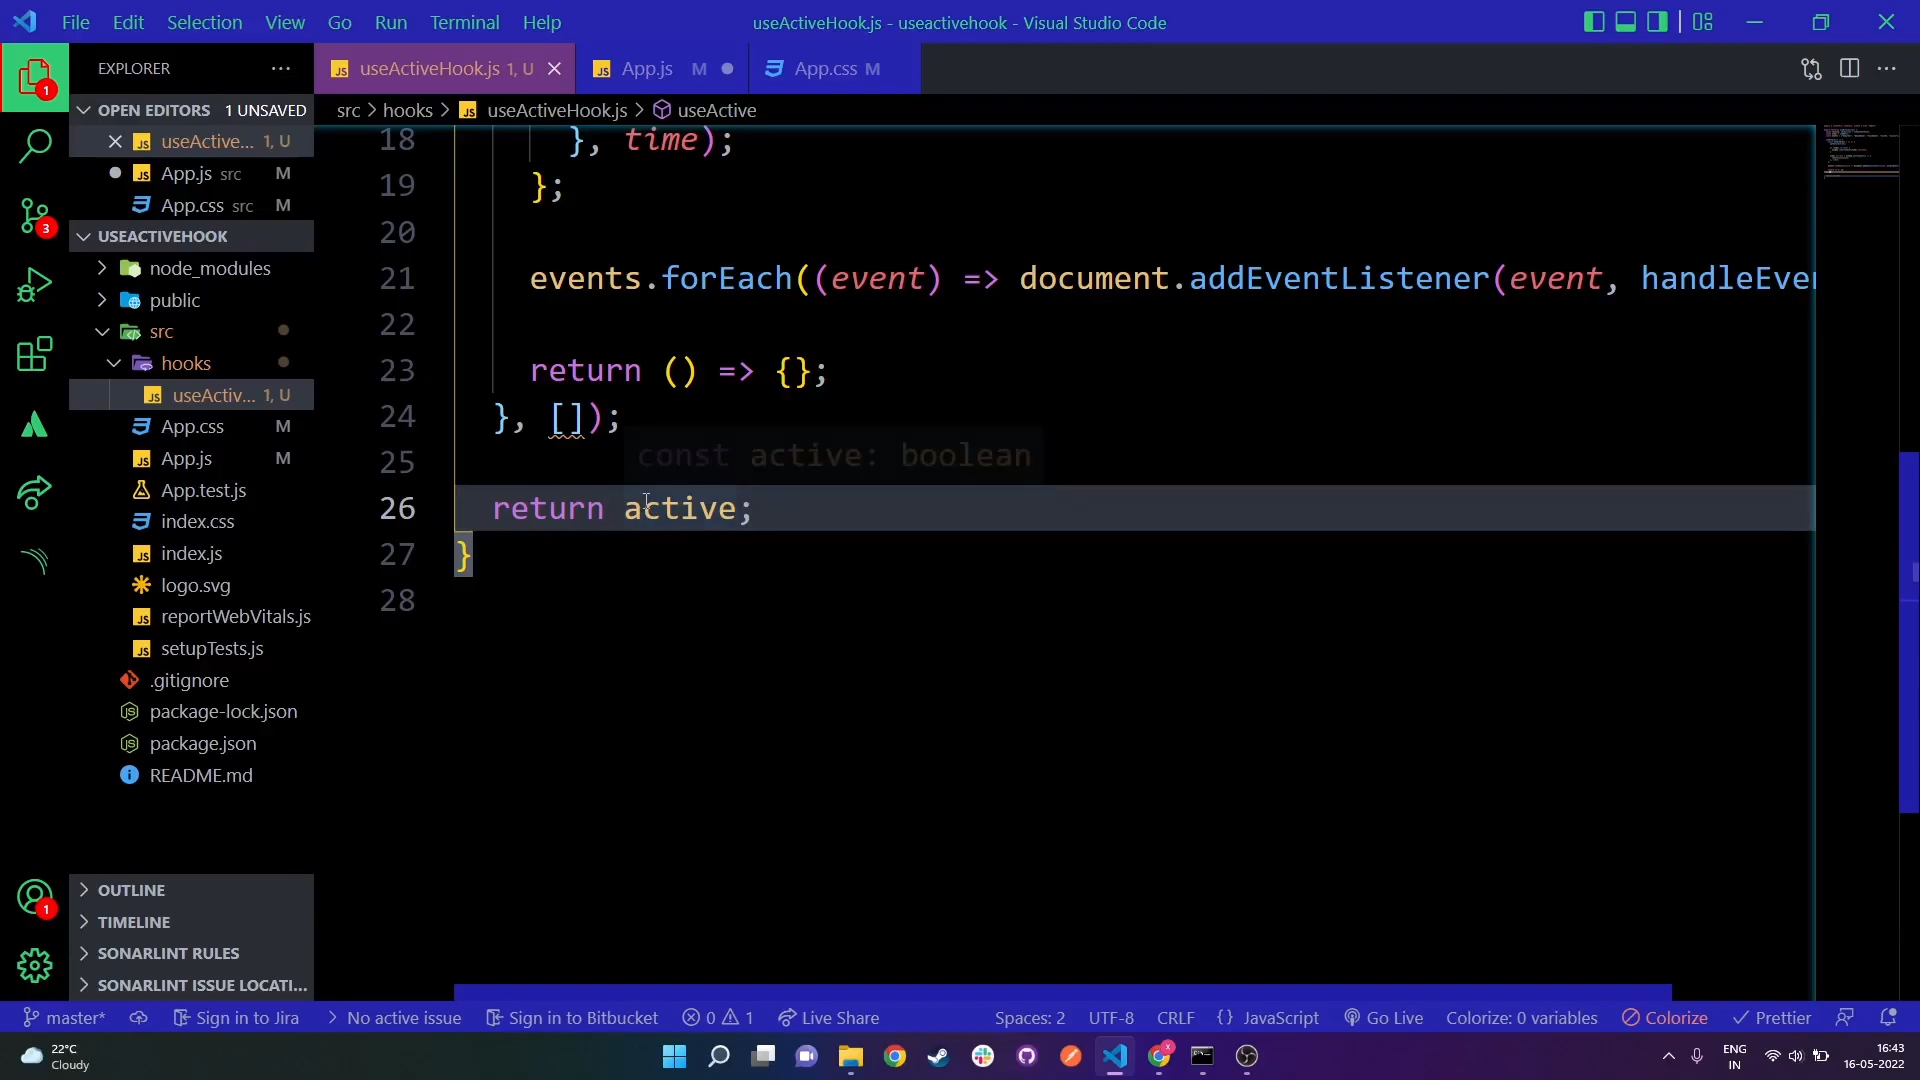 File Edit Selection View Go Run Terminal Help
useActiveHook.js - useactivehook - Visual Studio Code
EXPLORER
useActiveHook.js 1, U
App.js M
App.css M
OPEN EDITORS 1 UNSAVED
src > hooks > useActiveHook.js > useActive
useActive... 1, U
App.js src M
App.css src M
USEACTIVEHOOK
node_modules
public
src
hooks
useActiv... 1, U
App.css M
App.js M
App.test.js
index.css
index.js
logo.svg
reportWebVitals.js
setupTests.js
.gitignore
package-lock.json
package.json
README.md
OUTLINE
TIMELINE
SONARLINT RULES
SONARLINT ISSUE LOCATI...
1
3
1
18 }, time);
19 };
20
21 events.forEach((event) => document.addEventListener(event, handleEven
22
23 return () => {};
24 }, []);
const active: boolean
25
26 return active;
27 }
28
master* Sign in to Jira No active issue Sign in to Bitbucket 0 1 Live Share Spaces: 2 UTF-8 CRLF {} JavaScript Go Live Colorize: 0 variables Colorize Prettier
22°C
Cloudy
ENG
IN
16:43
16-05-2022